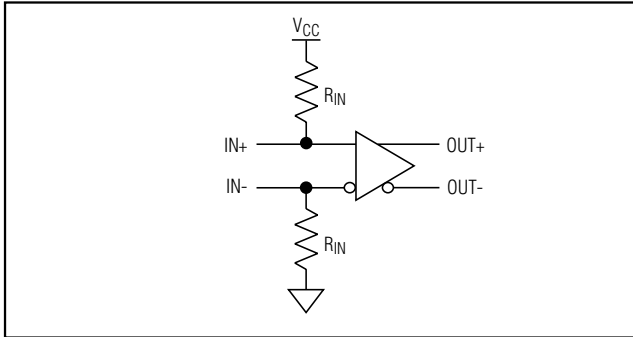 VCC
RIN
IN+
OUT+
IN-
OUT-
RIN